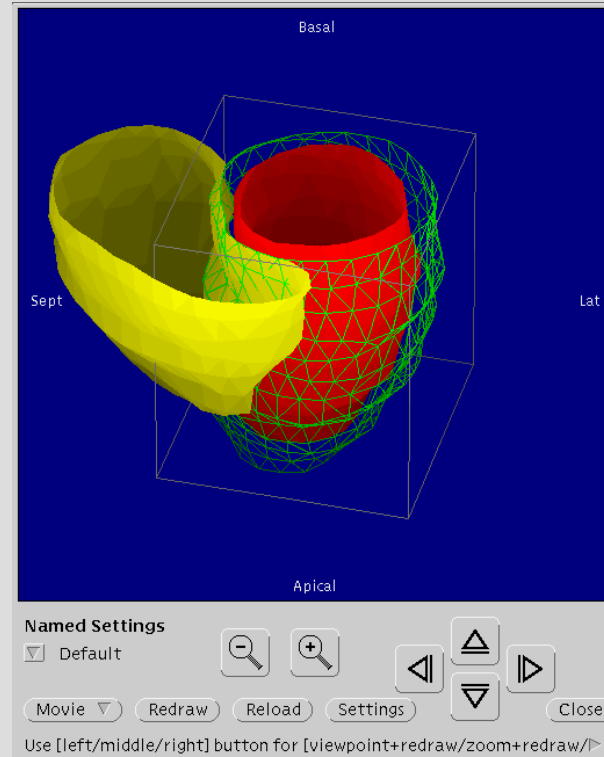 Basal
Sept
Lat
Apical
Named Settings
Default
Movie
Redraw
Reload
Settings
Close
Use [left/middle/right] button for [viewpoint+redraw/zoom+redraw/